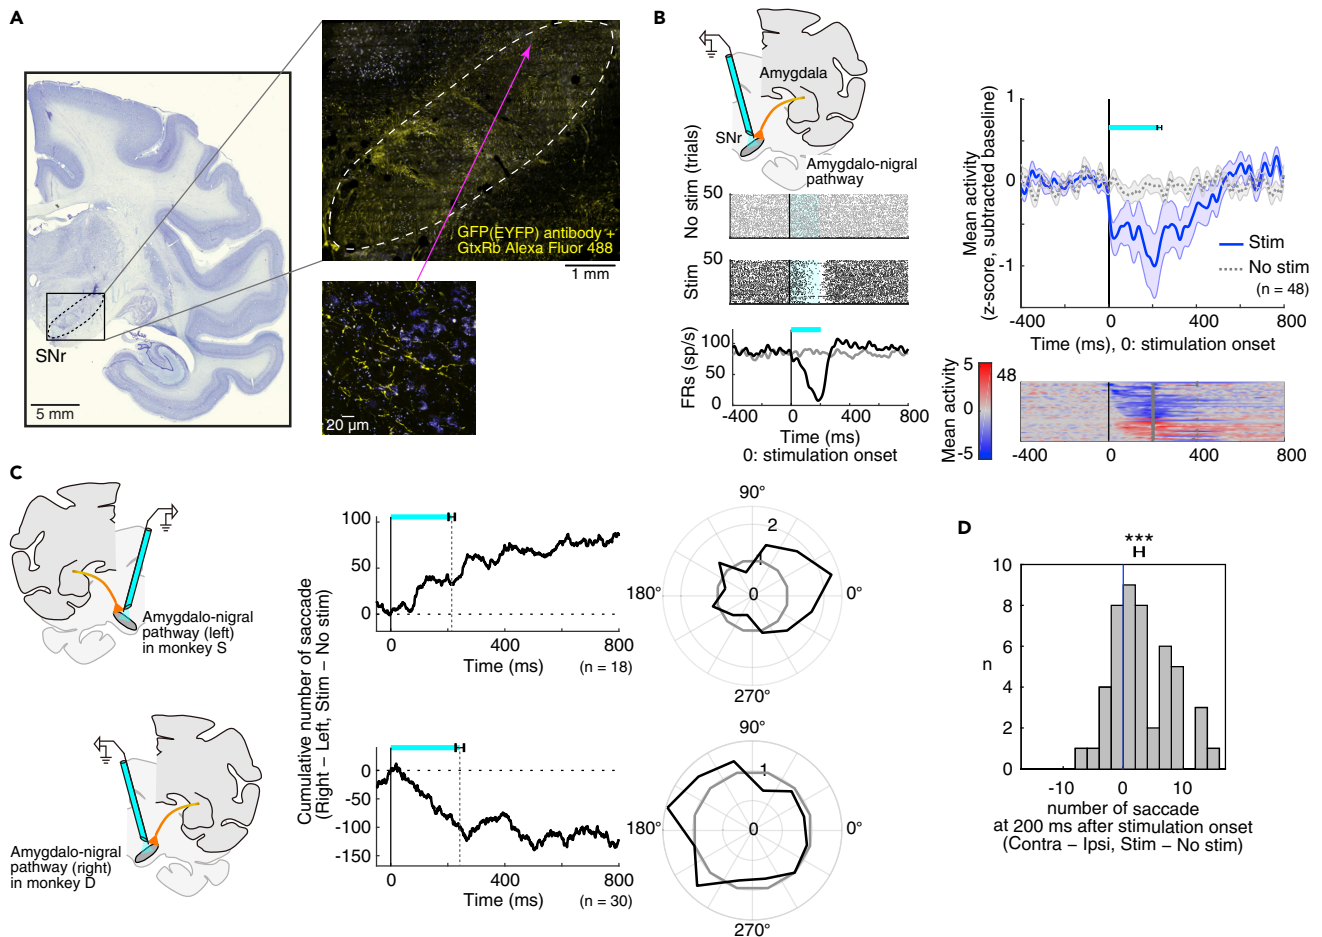 A
SNr
5 mm
GFP(EYFP) antibody +
GtxRb Alexa Fluor 488
1 mm
20 µm
B
Amygdala
SNr
Amygdalo-nigral
pathway
No stim (trials)
50
Stim
50
FRs (sp/s)
100
50
0
-400
0
400
800
Time (ms)
0: stimulation onset
Mean activity
(z-score, subtracted baseline)
1
0
-1
Stim
No stim
(n = 48)
-400
0
400
800
Time (ms), 0: stimulation onset
Mean activity
5
0
-5
48
-400
0
400
800
C
Amygdalo-nigral
pathway (left)
in monkey S
Amygdalo-nigral
pathway (right)
in monkey D
Cumulative number of saccade
(Right – Left, Stim – No stim)
100
50
0
0
400
800
Time (ms)
(n = 18)
90°
2
1
180°
0
0°
270°
0
-50
-100
-150
0
400
800
Time (ms)
(n = 30)
90°
1
180°
0
0°
270°
D
***
10
8
6
4
2
0
n
-10
0
10
number of saccade
at 200 ms after stimulation onset
(Contra – Ipsi, Stim – No stim)